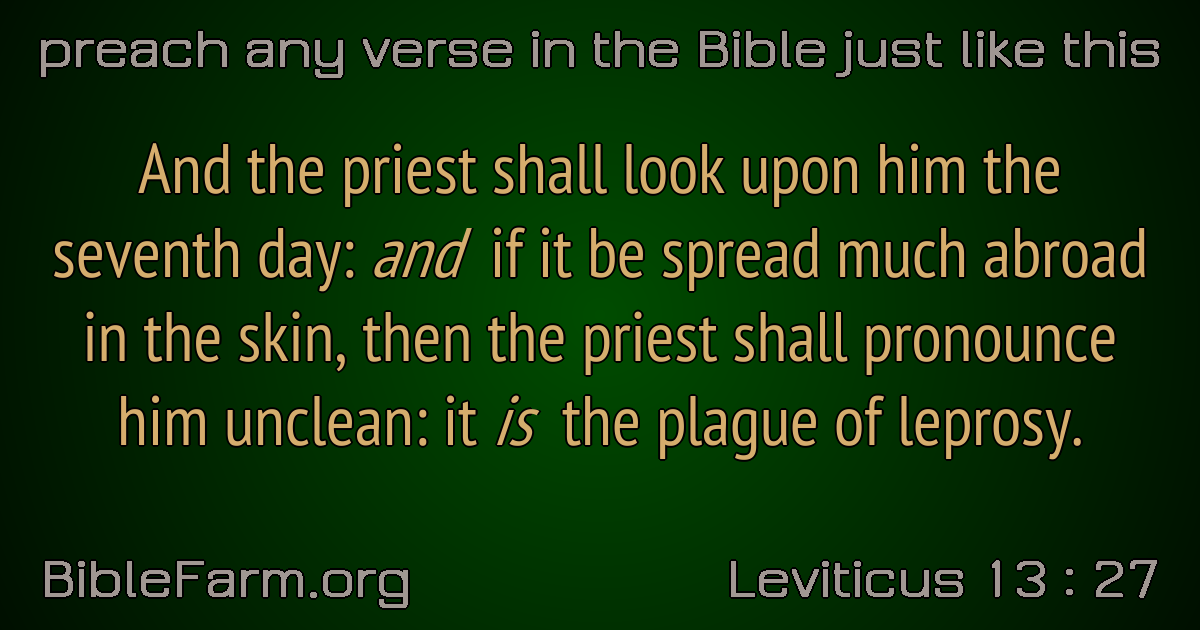 preach any verse in the Bible just like this
And the priest shall look upon him the
seventh day: and if it be spread much abroad
in the skin, then the priest shall pronounce
him unclean: it is the plague of leprosy.
BibleFarm.org
Leviticus 13 : 27